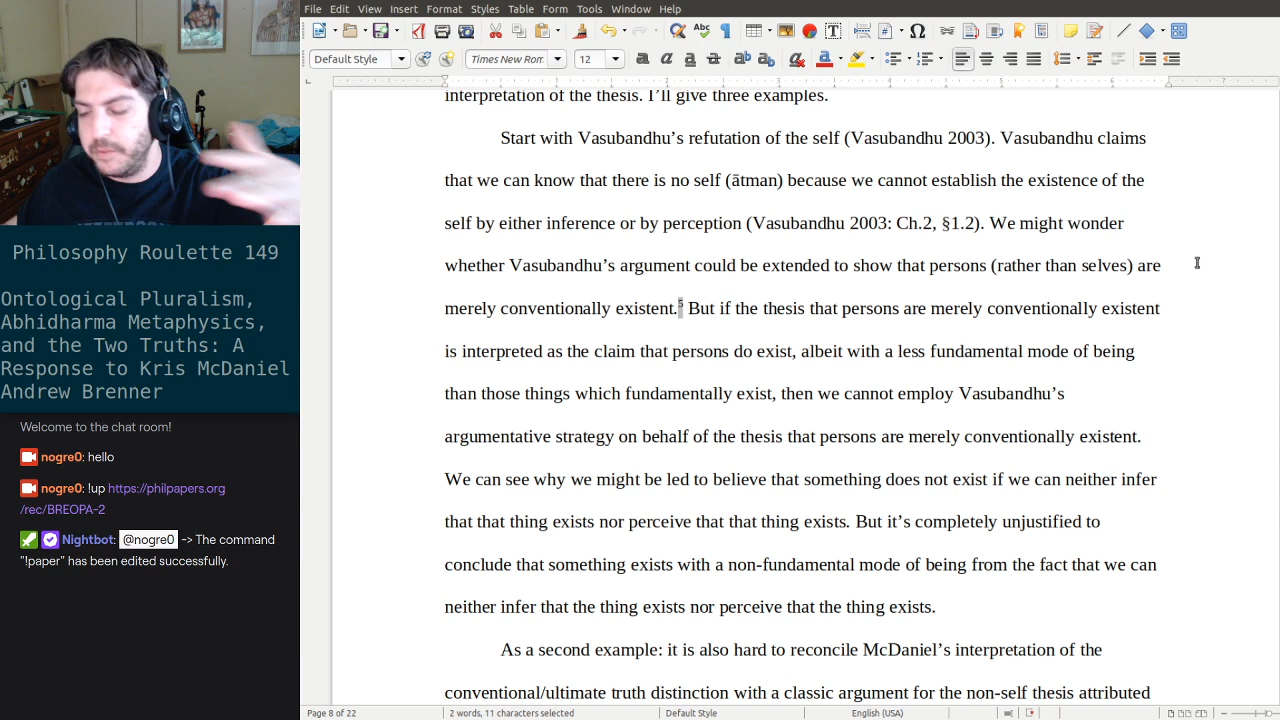 File Edit View Insert Format Styles Table Form Tools Window Help
Default Style Times New Rom 12
interpretation of the thesis. I'll give three examples.
Start with Vasubandhu's refutation of the self (Vasubandhu 2003). Vasubandhu claims
that we can know that there is no self (ātman) because we cannot establish the existence of the
self by either inference or by perception (Vasubandhu 2003: Ch.2, §1.2). We might wonder
whether Vasubandhu's argument could be extended to show that persons (rather than selves) are
merely conventionally existent.5 But if the thesis that persons are merely conventionally existent
is interpreted as the claim that persons do exist, albeit with a less fundamental mode of being
than those things which fundamentally exist, then we cannot employ Vasubandhu's
argumentative strategy on behalf of the thesis that persons are merely conventionally existent.
We can see why we might be led to believe that something does not exist if we can neither infer
that that thing exists nor perceive that that thing exists. But it's completely unjustified to
conclude that something exists with a non-fundamental mode of being from the fact that we can
neither infer that the thing exists nor perceive that the thing exists.
As a second example: it is also hard to reconcile McDaniel's interpretation of the
conventional/ultimate truth distinction with a classic argument for the non-self thesis attributed
Page 8 of 22 2 words, 11 characters selected Default Style English (USA)
Philosophy Roulette 149
Ontological Pluralism,
Abhidharma Metaphysics,
and the Two Truths: A
Response to Kris McDaniel
Andrew Brenner
Welcome to the chat room!
nogre0: hello
nogre0: !up https://philpapers.org
/rec/BREOPA-2
Nightbot: @nogre0 -> The command
"!paper" has been edited successfully.